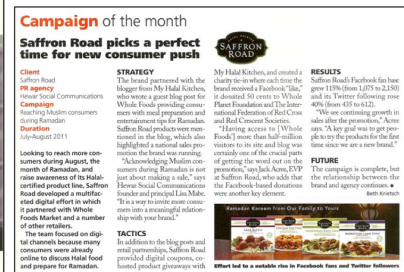 Campaign of the month
Saffron Road picks a perfect
time for new consumer push
Client
Saffron Road
PR agency
Hewar Social Communications
Campaign
Reaching Muslim consumers
during Ramadan
Duration
July-August 2011
Looking to reach more con-
sumers during August, the
month of Ramadan, and
raise awareness of its Halal-
certified product line, Saffron
Road developed a multifac-
eted digital effort in which
it partnered with Whole
Foods Market and a number
of other retailers.
The team focused on dig-
ital channels because many
consumers were already
online to discuss Halal food
and prepare for Ramadan.
STRATEGY
The brand partnered with the
blogger from My Halal Kitchen,
who wrote a guest blog post for
Whole Foods providing consu-
mers with meal preparation and
entertainment tips for Ramadan.
Saffron Road products were men-
tioned in the blog, which also
highlighted a national sales pro-
motion the brand was running.
"Acknowledging Muslim con-
sumers during Ramadan is not
just about making a sale," says
Hewar Social Communications
founder and principal Lisa Mabe.
"It is a way to invite more consu-
mers into a meaningful relation-
ship with your brand."
TACTICS
In addition to the blog posts and
retail partnerships, Saffron Road
provided digital coupons, co-
hosted product giveaways with
SAFFRON
ROAD
My Halal Kitchen, and created a
charity tie-in where each time the
brand received a Facebook "like,"
it donated 50 cents to Whole
Planet Foundation and The Inter-
national Federation of Red Cross
and Red Crescent Societies.
"Having access to [Whole
Foods'] more than half-million
visitors to its site and blog was
certainly one of the crucial parts
of getting the word out on the
promotion," says Jack Acree, EVP
at Saffron Road, who adds that
the Facebook-based donations
were another key element.
RESULTS
Saffron Road's Facebook fan base
grew 115% (from 1,075 to 2,150)
and its Twitter following rose
40% (from 435 to 612).
"We are continuing growth in
sales after the promotion," Acree
says. "A key goal was to get peo-
ple to try the products for the first
time since we are a new brand."
FUTURE
The campaign is complete, but
the relationship between the
brand and agency continues.
Beth Krietsch
Ramadan Kareem from Our Family to Yours
Effort led to a notable rise in Facebook fans and Twitter followers